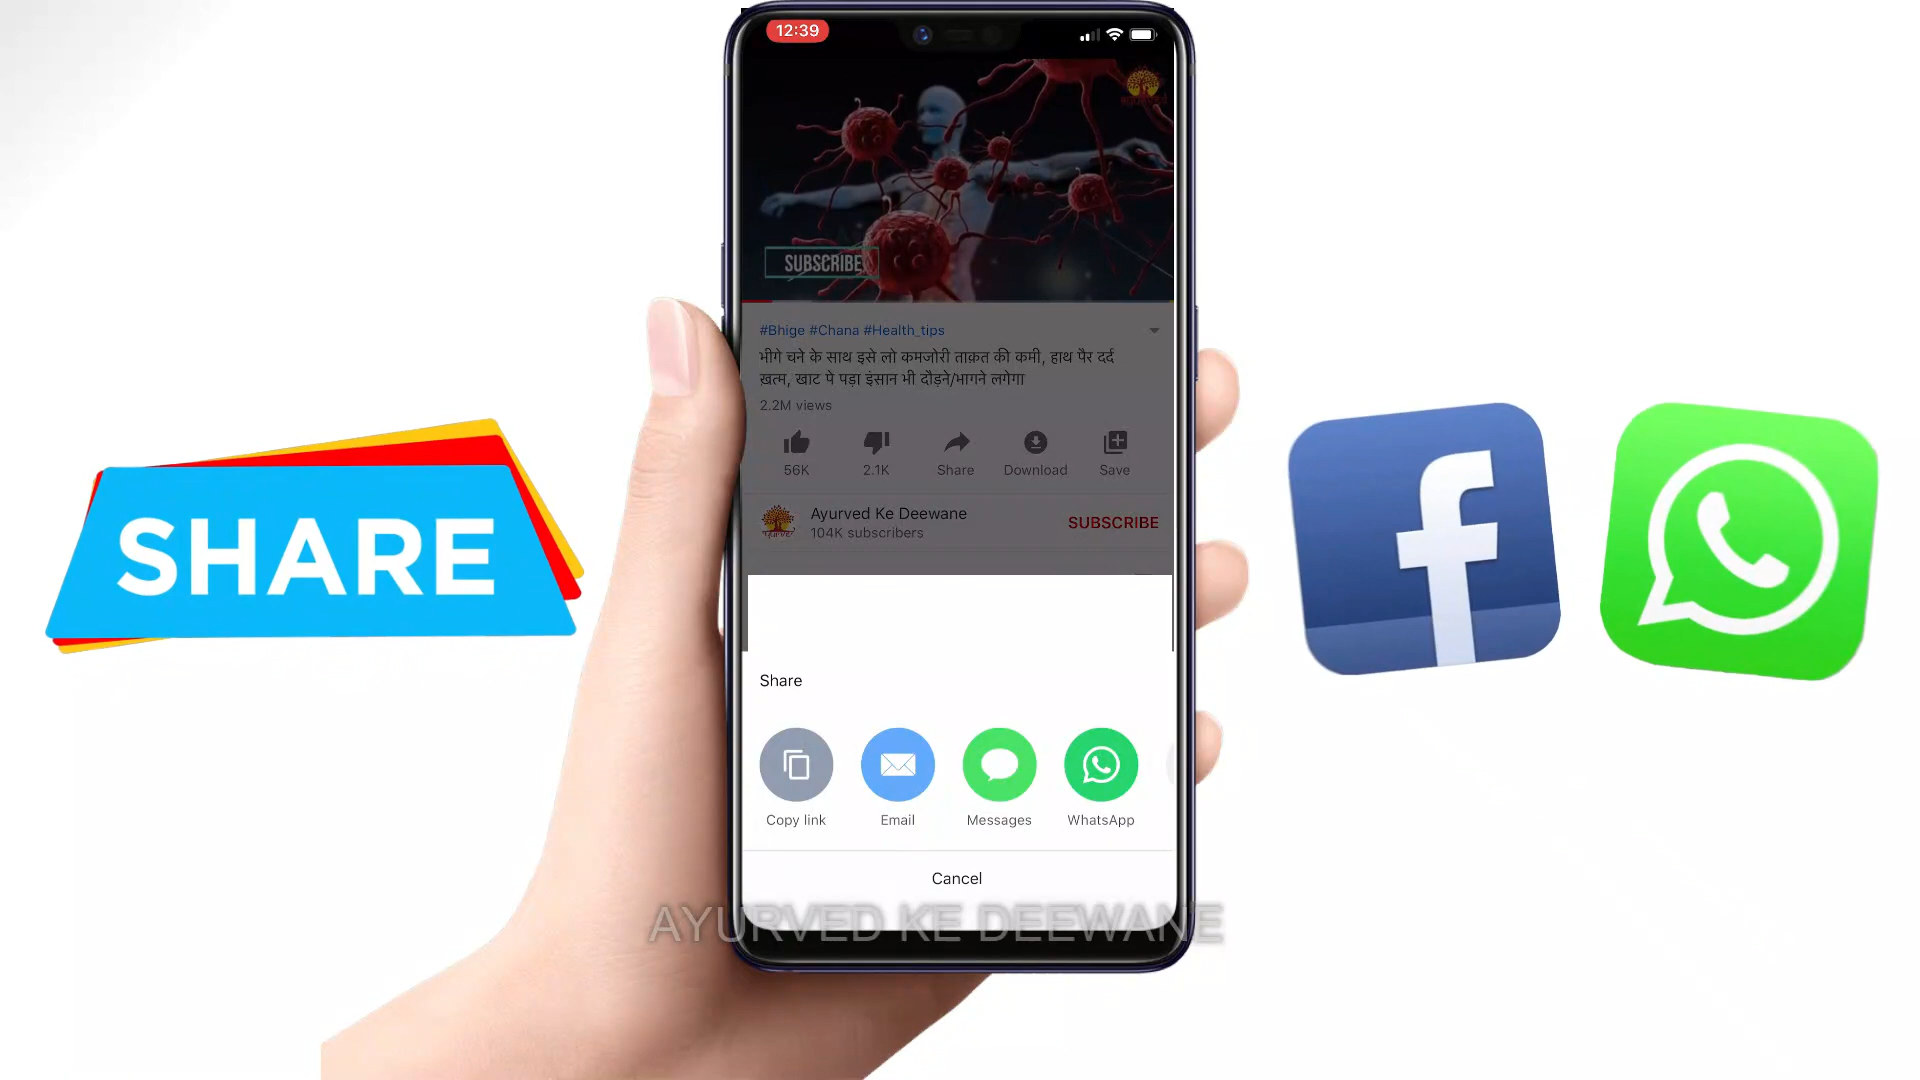 12:39
SUBSCRIBE
#Bhige #Chana #Health_tips
भीगे चने के साथ इसे लो कमजोरी ताक़त की कमी, हाथ पैर दर्द
ख़त्म, खाट पे पड़ा इंसान भी दौड़ने/भागने लगेगा
2.2M views
56K
2.1K
Share
Download
Save
Ayurved Ke Deewane
104K subscribers
SUBSCRIBE
SHARE
Share
Copy link
Email
Messages
WhatsApp
Cancel
AYURVED KE DEEWANE